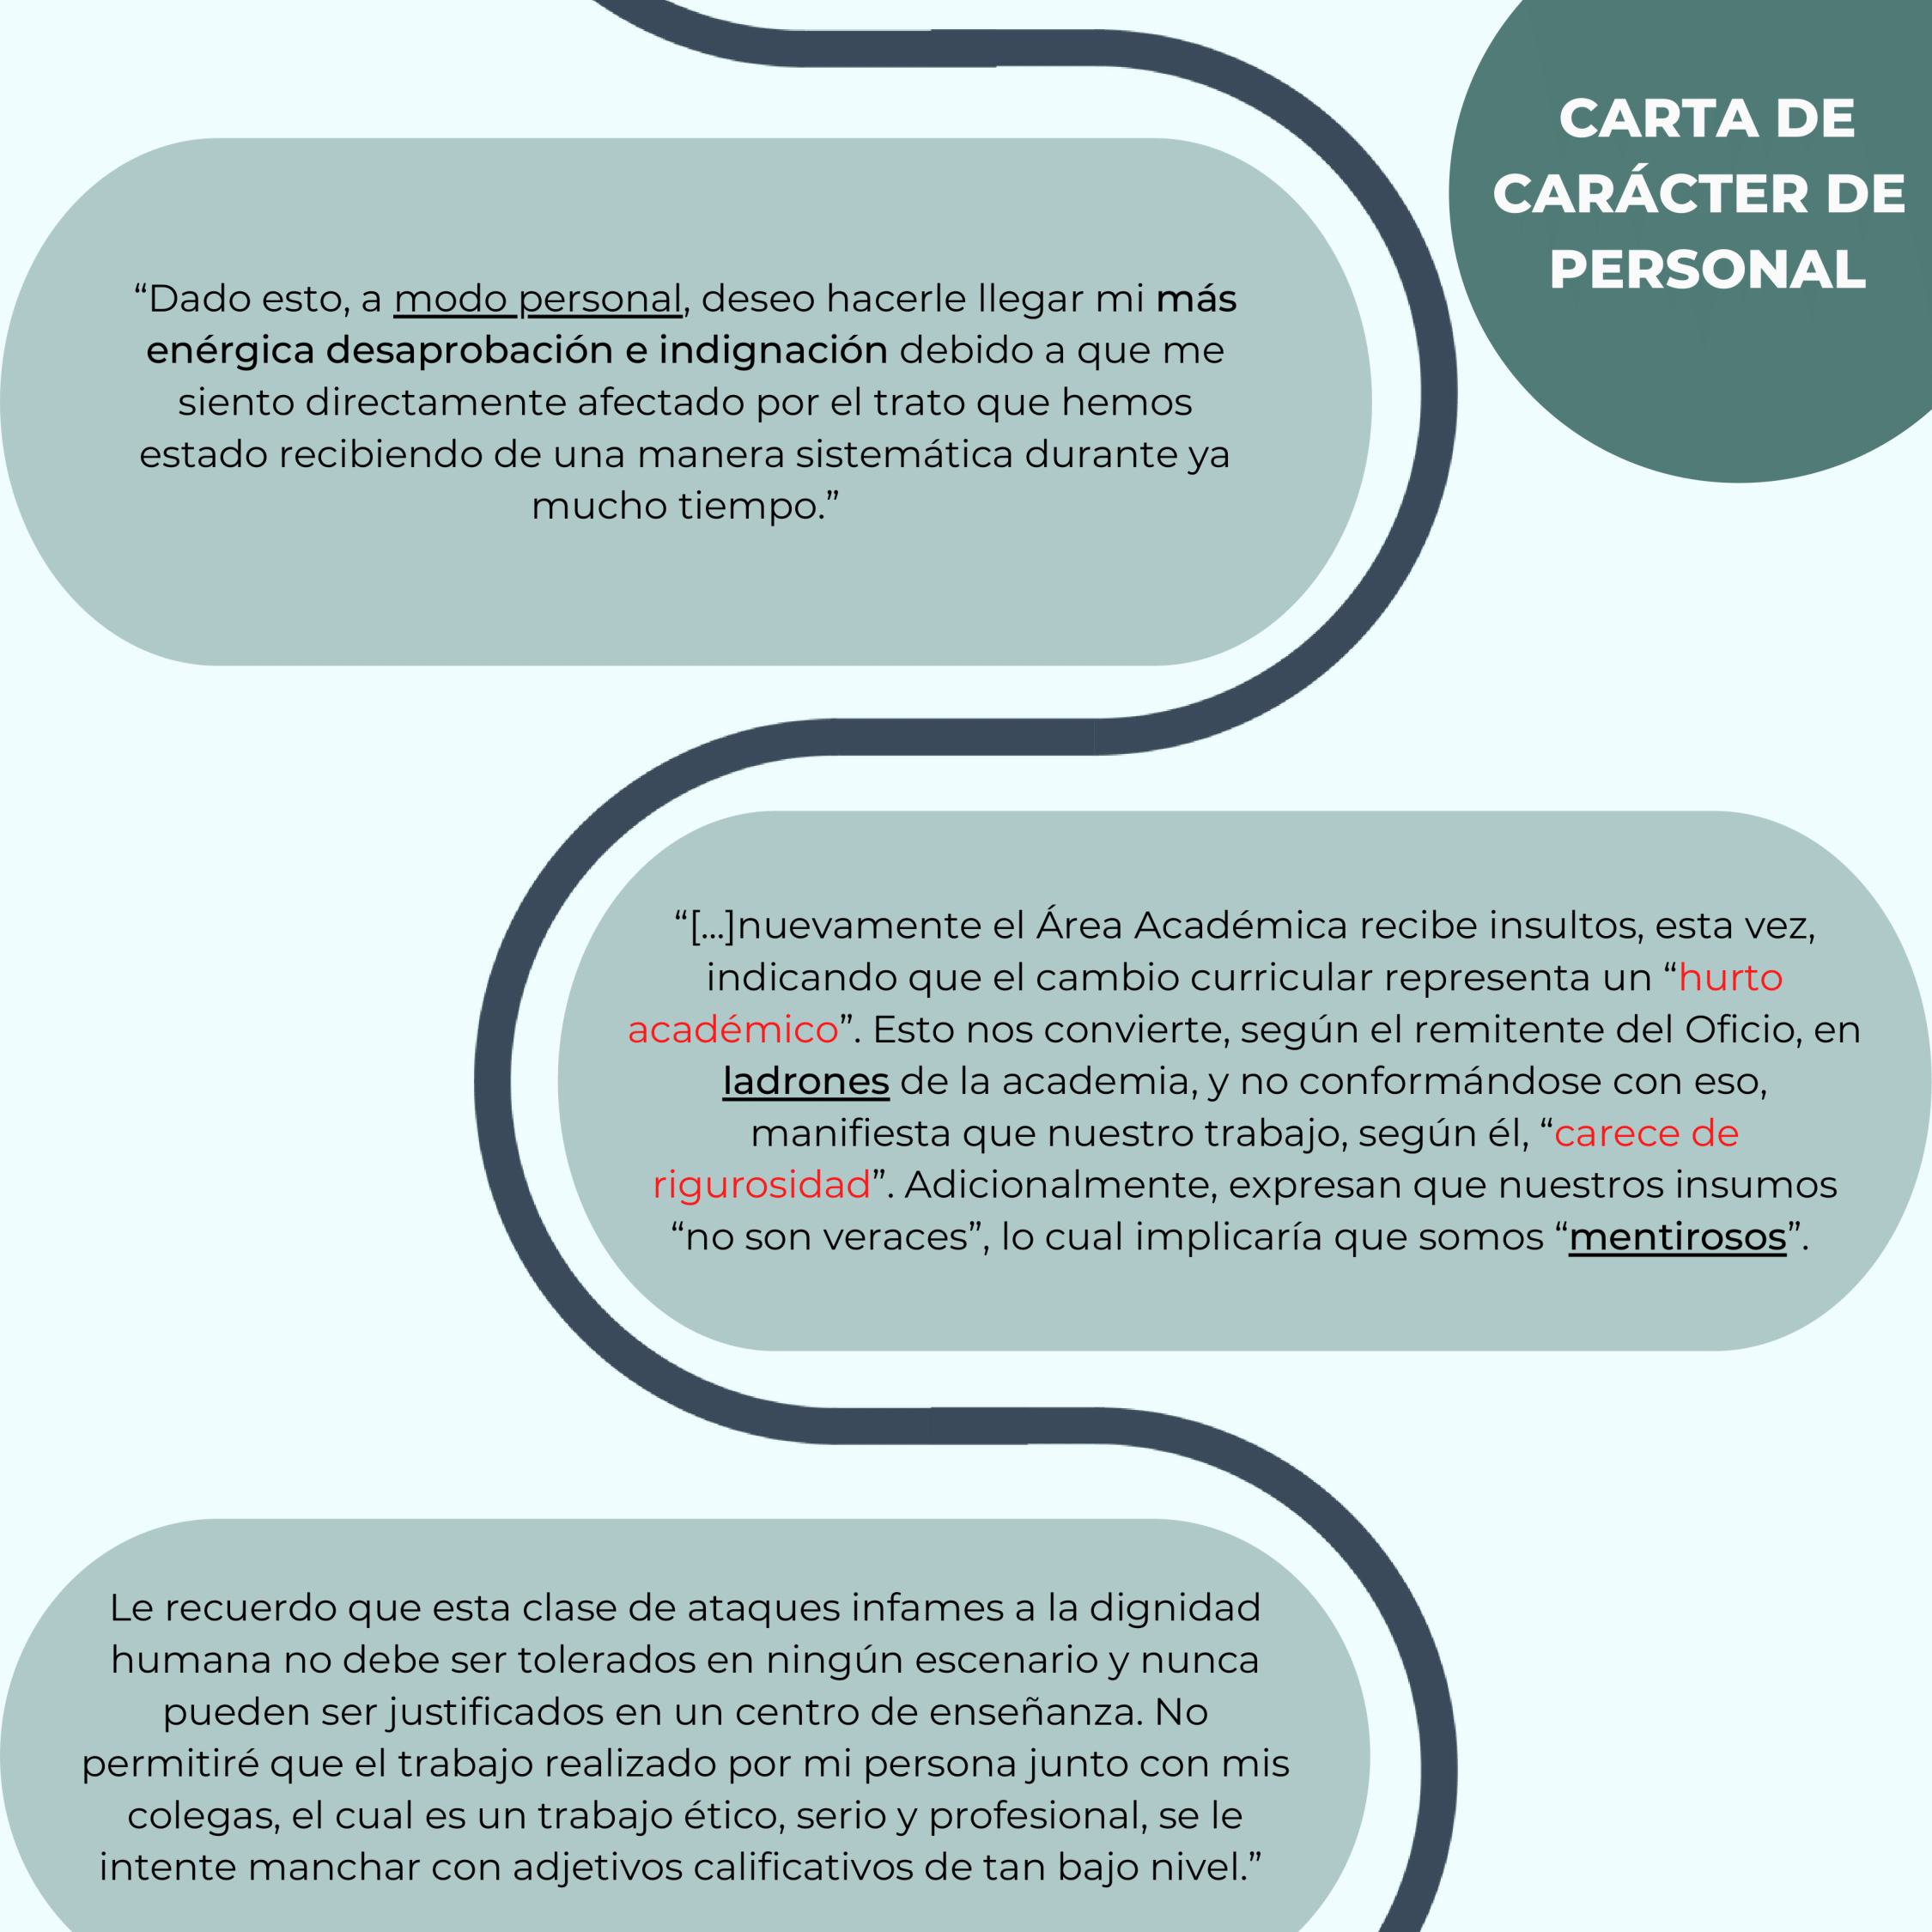 CARTA DE
CARÁCTER DE
PERSONAL
“Dado esto, a modo personal, deseo hacerle llegar mi más
enérgica desaprobación e indignación debido a que me
siento directamente afectado por el trato que hemos
estado recibiendo de una manera sistemática durante ya
mucho tiempo.”
“[...]nuevamente el Área Académica recibe insultos, esta vez,
indicando que el cambio curricular representa un “hurto
académico”. Esto nos convierte, según el remitente del Oficio, en
ladrones de la academia, y no conformándose con eso,
manifiesta que nuestro trabajo, según él, “carece de
rigurosidad”. Adicionalmente, expresan que nuestros insumos
“no son veraces”, lo cual implicaría que somos “mentirosos”.
Le recuerdo que esta clase de ataques infames a la dignidad
humana no debe ser tolerados en ningún escenario y nunca
pueden ser justificados en un centro de enseñanza. No
permitiré que el trabajo realizado por mi persona junto con mis
colegas, el cual es un trabajo ético, serio y profesional, se le
intente manchar con adjetivos calificativos de tan bajo nivel.”